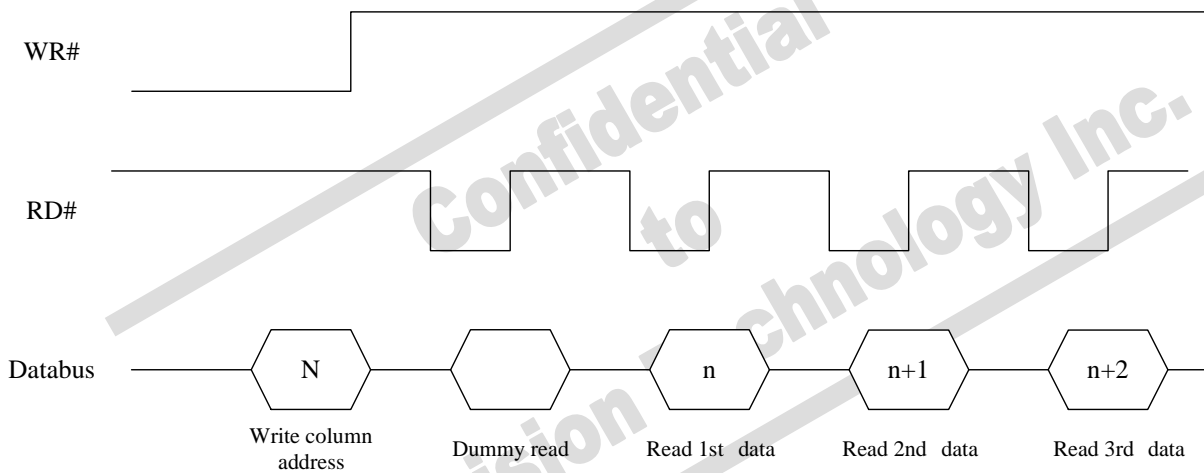 WR#
RD#
Databus
N
n
n+1
n+2
Write column
address
Dummy read
Read 1st data
Read 2nd data
Read 3rd data
Confidential
to
Inc.